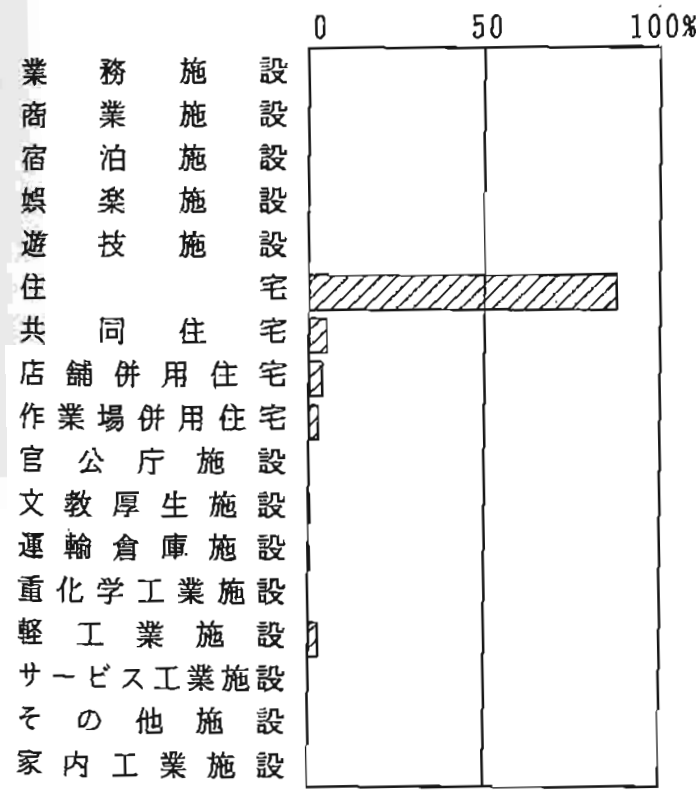 0 50 100%
業務施設
商業施設
宿泊施設
娯楽施設
遊技施設
住宅
共同住宅
店舗併用住宅
作業場併用住宅
官公庁施設
文教厚生施設
運輸倉庫施設
重化学工業施設
軽工業施設
サービス工業施設
その他施設
家内工業施設